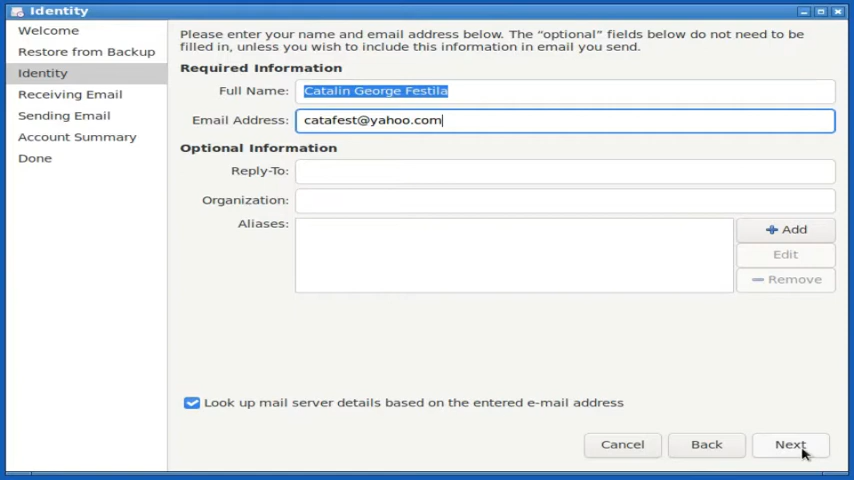 Identity
Welcome
Restore from Backup
Identity
Receiving Email
Sending Email
Account Summary
Done
Please enter your name and email address below. The “optional” fields below do not need to be
filled in, unless you wish to include this information in email you send.
Required Information
Full Name: Catalin George Festila
Email Address: catafest@yahoo.com
Optional Information
Reply-To:
Organization:
Aliases:
Add
Edit
Remove
Look up mail server details based on the entered e-mail address
Cancel Back Next